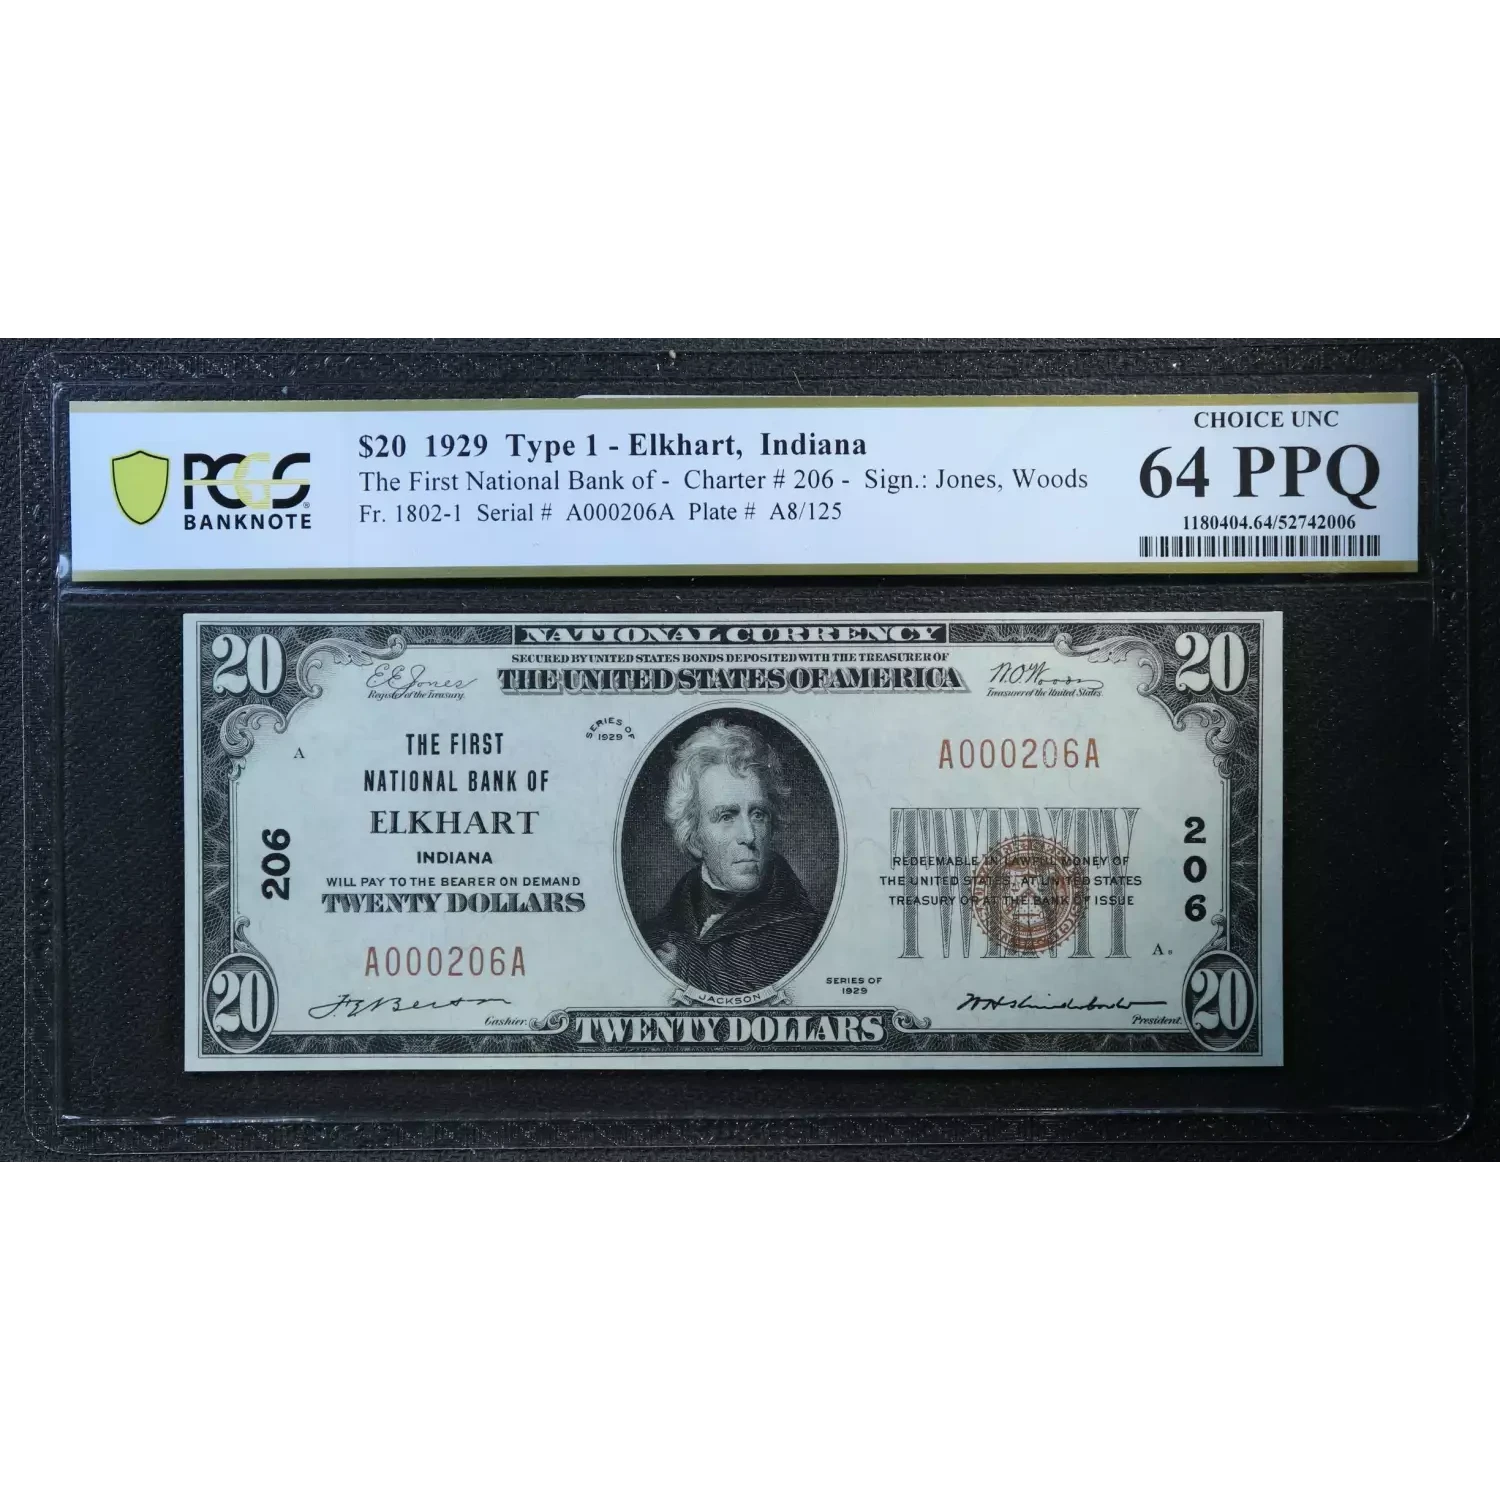 PCGS®
BANKNOTE
$20 1929 Type 1 - Elkhart, Indiana
The First National Bank of - Charter # 206 - Sign.: Jones, Woods
Fr. 1802-1 Serial # A000206A Plate # A8/125
CHOICE UNC
64 PPQ
1180404.64/52742006
20
NATIONAL CURRENCY
20
SECURED BY UNITED STATES BONDS DEPOSITED WITH THE TREASURER OF
THE UNITED STATES OF AMERICA
E E Jones
Register of the Treasury.
W.O. Woods
Treasurer of the United States.
A
THE FIRST
NATIONAL BANK OF
ELKHART
INDIANA
WILL PAY TO THE BEARER ON DEMAND
TWENTY DOLLARS
206
A000206A
SERIES OF
1929
JACKSON
A000206A
TWENTY
REDEEMABLE IN LAWFUL MONEY OF
THE UNITED STATES AT UNITED STATES
TREASURY OR AT THE BANK OF ISSUE
206
A8
SERIES OF
1929
20
Cashier.
TWENTY DOLLARS
President.
20